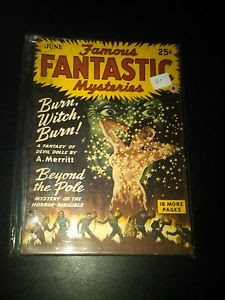 JUNE
Famous
25¢
FANTASTIC
Mysteries
Burn,
Witch,
Burn!
A FANTASY OF
DEVIL DOLLS BY
A. Merritt
Beyond
the Pole
MYSTERY OF THE
HORROR-INVISIBLE
16 MORE
PAGES